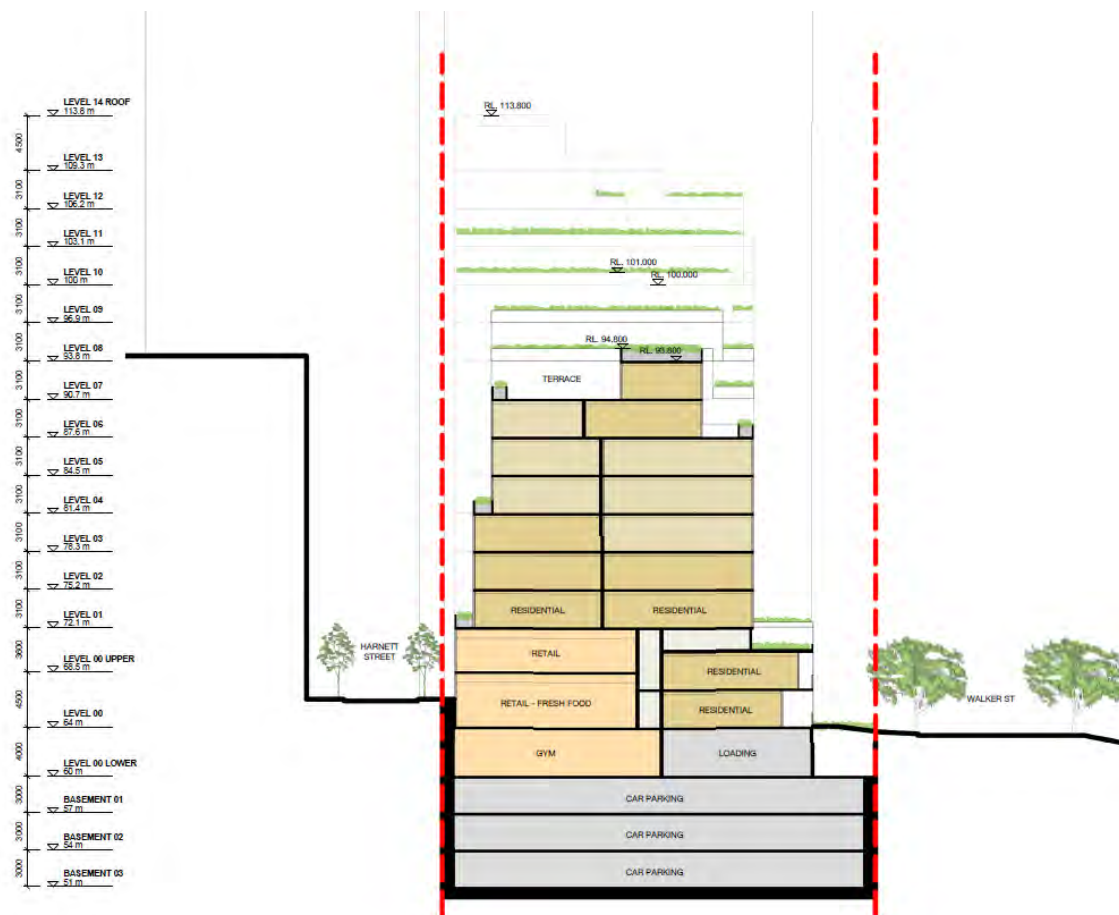 LEVEL 14 ROOF
113.8 m
4500
LEVEL 13
109.3 m
3100
LEVEL 12
106.2 m
3100
LEVEL 11
103.1 m
3100
LEVEL 10
100 m
3100
LEVEL 09
96.9 m
3100
LEVEL 08
93.8 m
3100
LEVEL 07
90.7 m
3100
LEVEL 06
87.6 m
3100
LEVEL 05
84.5 m
3100
LEVEL 04
81.4 m
3100
LEVEL 03
78.3 m
3100
LEVEL 02
75.2 m
3100
LEVEL 01
72.1 m
3600
LEVEL 00 UPPER
68.5 m
4500
LEVEL 00
64 m
4000
LEVEL 00 LOWER
60 m
3000
BASEMENT 01
57 m
3000
BASEMENT 02
54 m
3000
BASEMENT 03
51 m
RL. 113.800
RL. 101.000
RL. 100.000
RL. 94.800
RL. 93.800
TERRACE
RESIDENTIAL
RESIDENTIAL
HARNETT
STREET
RETAIL
RESIDENTIAL
RETAIL - FRESH FOOD
RESIDENTIAL
WALKER ST
GYM
LOADING
CAR PARKING
CAR PARKING
CAR PARKING